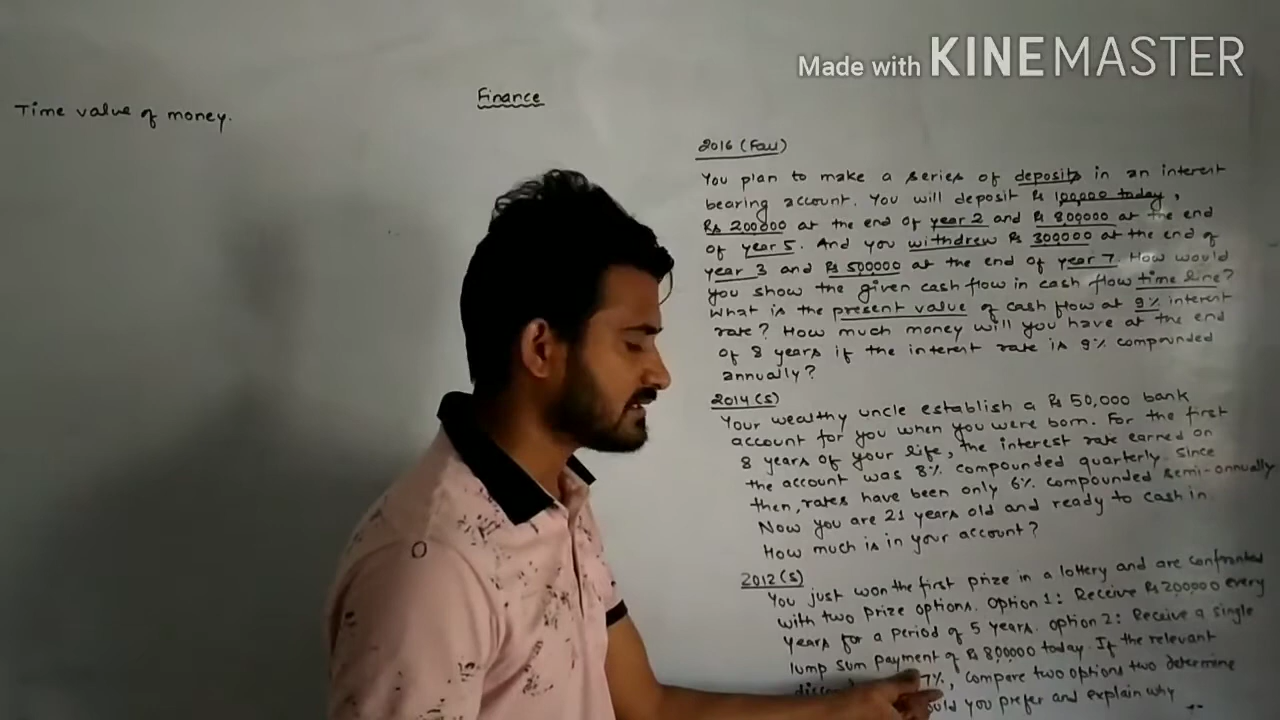 Made with KINEMASTER
Time value of money.
Finance
2016 (Fall)
You plan to make a series of deposits in an interest
bearing account. You will deposit Rs 100,000 today,
Rs 200000 at the end of year 2 and Rs 800000 at the end
of year 5. And you withdrew Rs 300000 at the end of
year 3 and Rs 500000 at the end of year 7. How would
you show the given cash flow in cash flow time line?
What is the present value of cash flow at 9% interest
rate? How much money will you have at the end
of 8 years if the interest rate is 9% compounded
annually?
2014 (S)
Your wealthy uncle establish a Rs 50,000 bank
account for you when you were born. For the first
8 years of your life, the interest rate earned on
the account was 8% compounded quarterly. Since
then, rates have been only 6% compounded semi-annually
Now you are 21 years old and ready to cash in
How much is in your account?
2012 (S)
You just won the first prize in a lottery and are confronted
with two prize options. Option 1: Receive Rs 200000 every
years for a period of 5 years. Option 2: Receive a single
lump sum payment of Rs 800000 today. If the relevant
7%, compare two options two determine
would you prefer and explain why